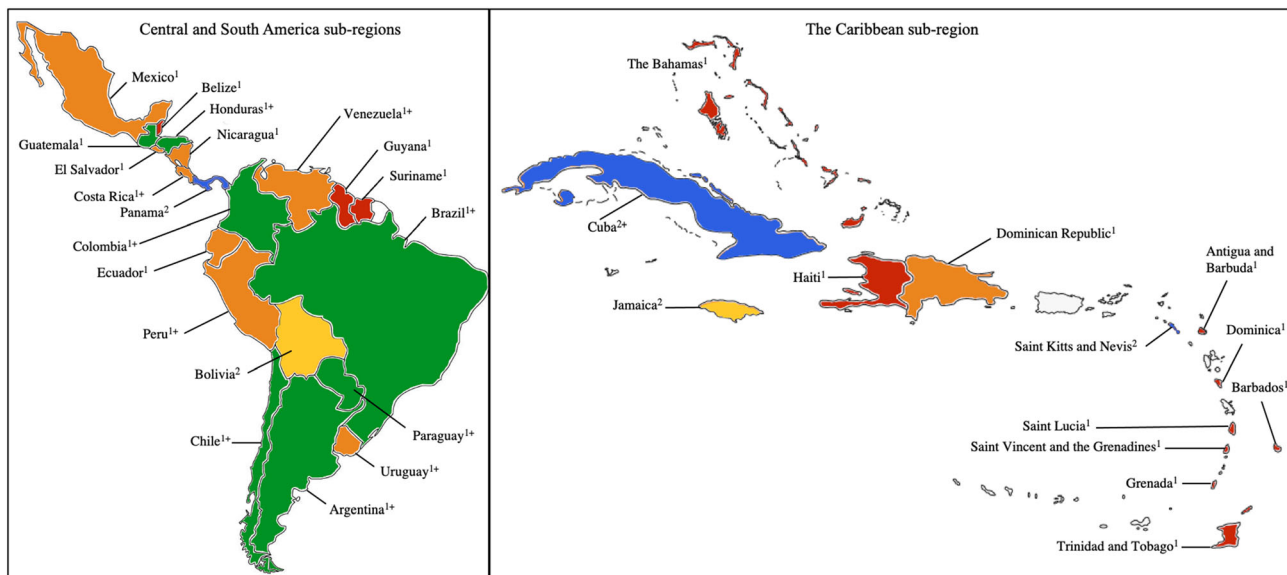 Central and South America sub-regions
Mexico¹
Belize¹
Honduras¹⁺
Nicaragua¹
Guatemala¹
El Salvador¹
Costa Rica¹⁺
Panama²
Venezuela¹⁺
Guyana¹
Suriname¹
Brazil¹⁺
Colombia¹⁺
Ecuador¹
Peru¹⁺
Bolivia²
Chile¹⁺
Paraguay¹⁺
Uruguay¹⁺
Argentina¹⁺
The Caribbean sub-region
The Bahamas¹
Cuba²⁺
Dominican Republic¹
Haiti¹
Jamaica²
Antigua and
Barbuda¹
Saint Kitts and Nevis²
Dominica¹
Barbados¹
Saint Lucia¹
Saint Vincent and the Grenadines¹
Grenada¹
Trinidad and Tobago¹